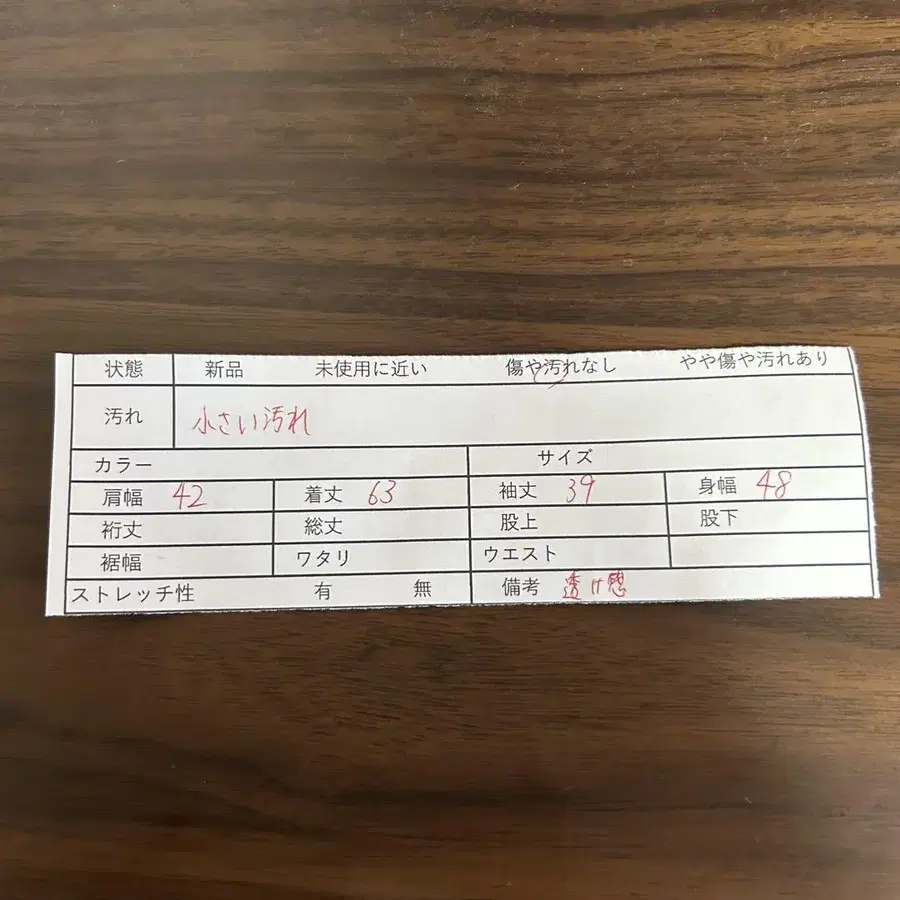 状態 新品 未使用に近い 傷や汚れなし やや傷や汚れあり
汚れ 小さい汚れ
カラー サイズ
肩幅 42 着丈 63 袖丈 39 身幅 48
裄丈 総丈 股上 股下
裾幅 ワタリ ウエスト
ストレッチ性 有 無 備考 透け感